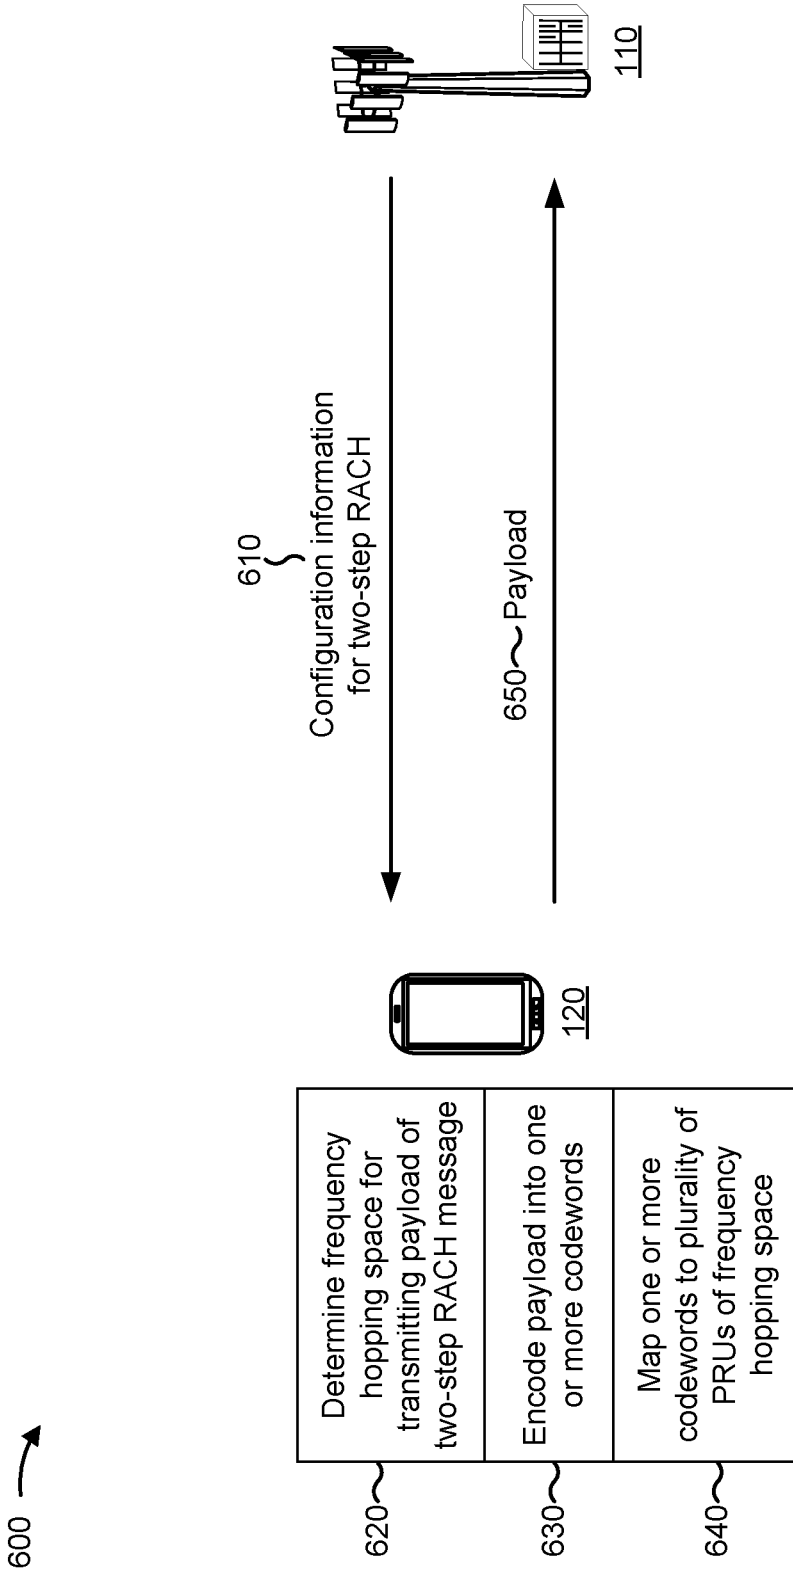 600
610
Configuration information
for two-step RACH
110
650
Payload
120
620
Determine frequency
hopping space for
transmitting payload of
two-step RACH message
630
Encode payload into one
or more codewords
640
Map one or more
codewords to plurality of
PRUs of frequency
hopping space